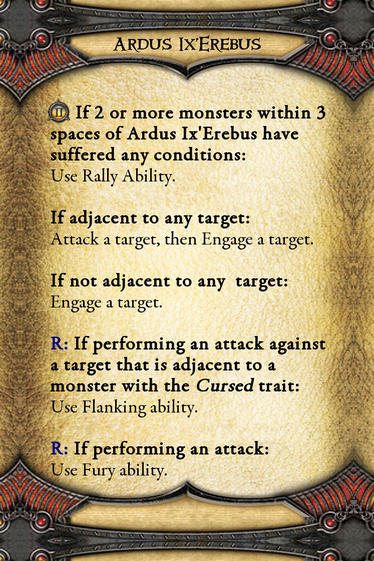 Ardus Ix'Erebus
II If 2 or more monsters within 3
spaces of Ardus Ix'Erebus have
suffered any conditions:
Use Rally Ability.
If adjacent to any target:
Attack a target, then Engage a target.
If not adjacent to any target:
Engage a target.
R: If performing an attack against
a target that is adjacent to a
monster with the Cursed trait:
Use Flanking ability.
R: If performing an attack:
Use Fury ability.